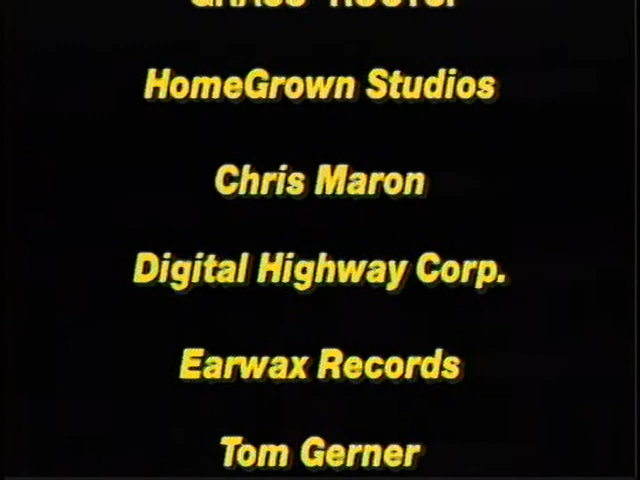 HomeGrown Studios
Chris Maron
Digital Highway Corp.
Earwax Records
Tom Gerner